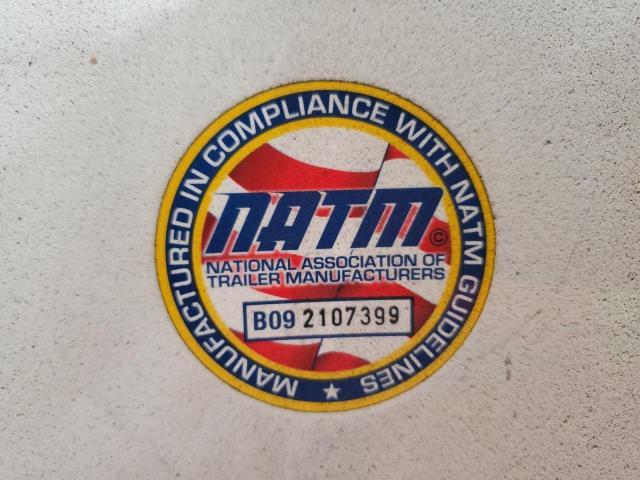 MANUFACTURED IN COMPLIANCE WITH NATM GUIDELINES
NATM ©
NATIONAL ASSOCIATION OF
TRAILER MANUFACTURERS
B09 2107399